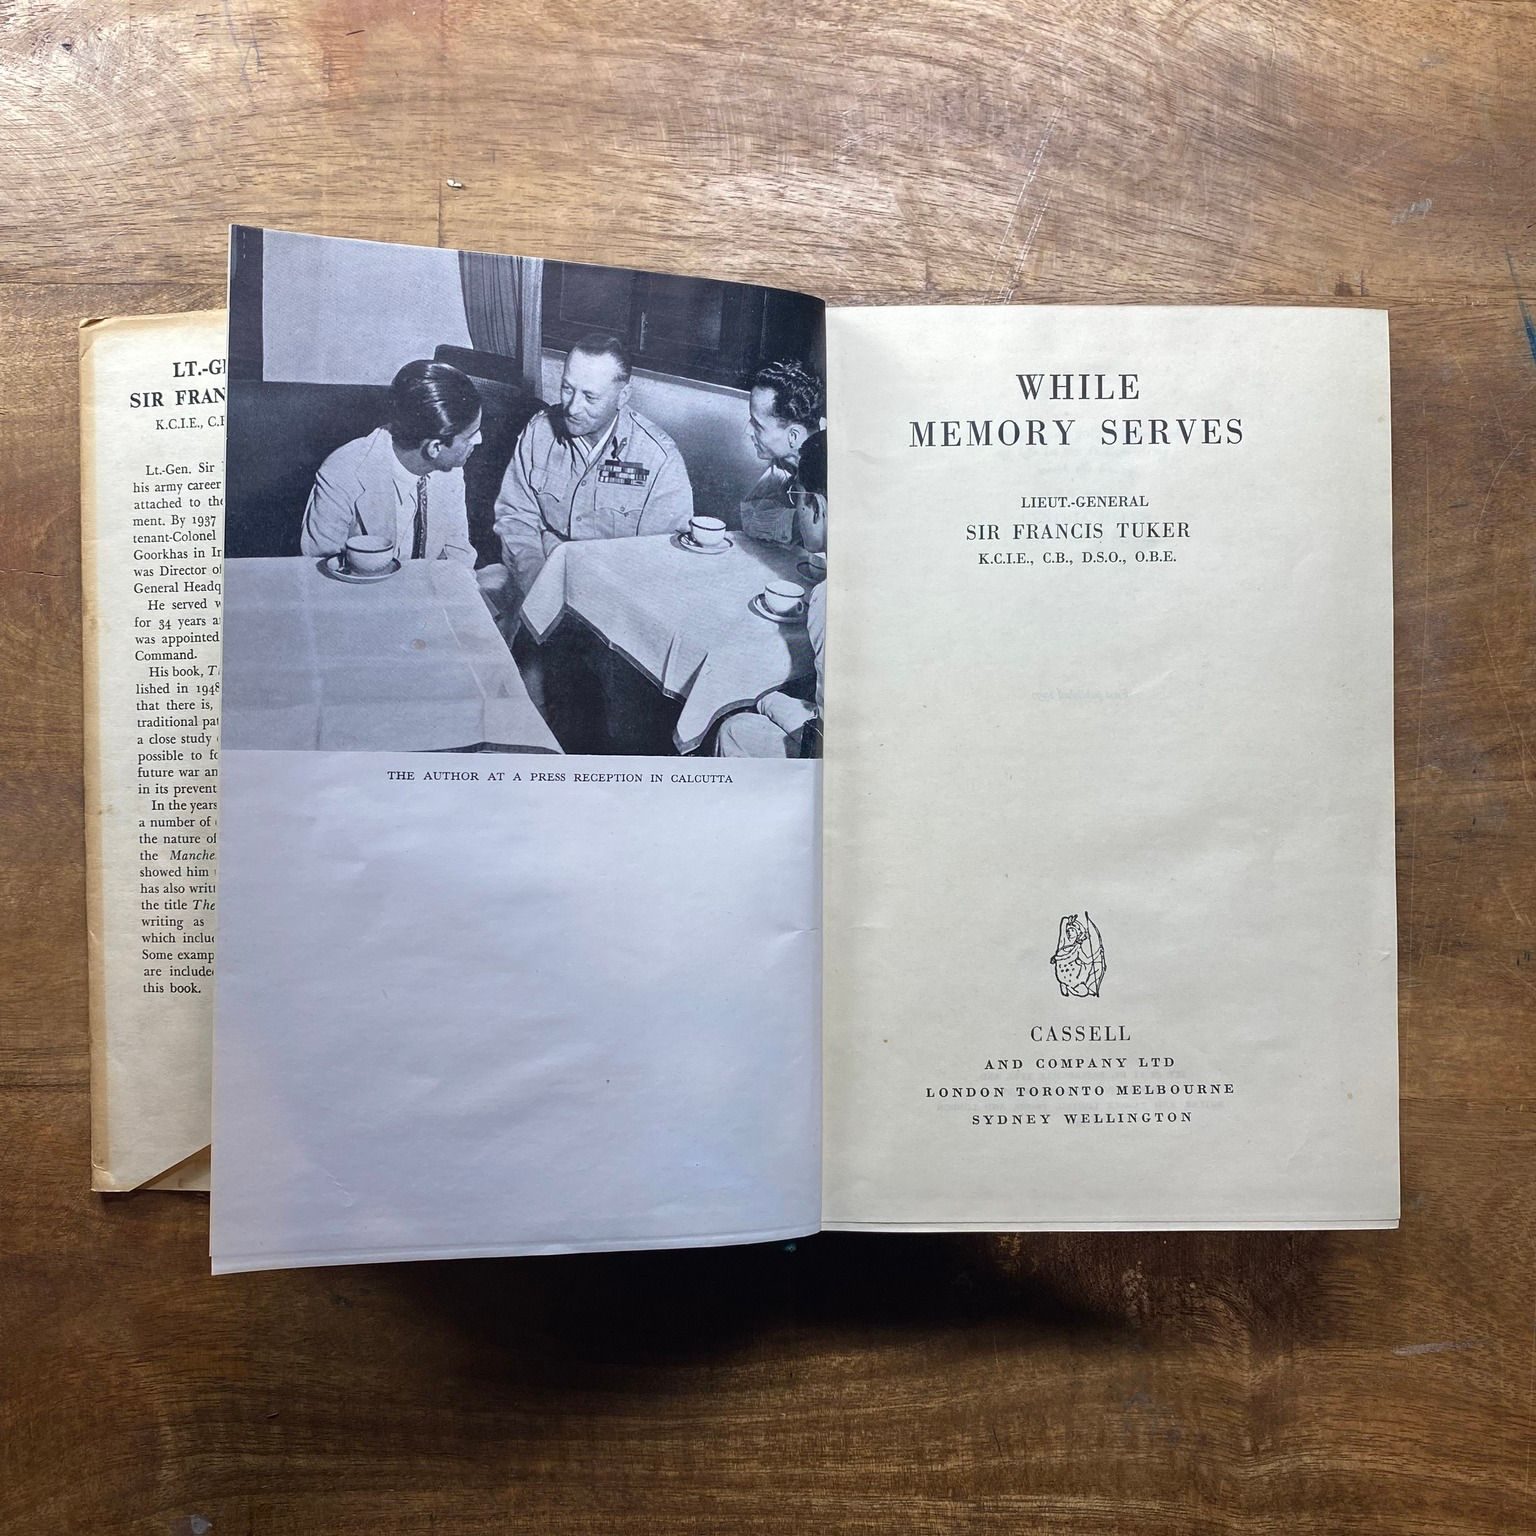 LT.-GE
SIR FRAN
K.C.I.E., C.
Lt.-Gen. Sir
his army career
attached to the
ment. By 1937
tenant-Colonel
Goorkhas in In
was Director of
General Headq
He served w
for 34 years a
was appointed
Command.
His book, T
lished in 1948
that there is,
traditional pa
a close study
possible to fo
future war an
in its prevent
In the years
a number of
the nature of
the Manche
showed him
has also writt
the title The
writing as
which includ
Some examp
are include
this book.
THE AUTHOR AT A PRESS RECEPTION IN CALCUTTA
WHILE
MEMORY SERVES
LIEUT.-GENERAL
SIR FRANCIS TUKER
K.C.I.E., C.B., D.S.O., O.B.E.
CASSELL
AND COMPANY LTD
LONDON TORONTO MELBOURNE
SYDNEY WELLINGTON